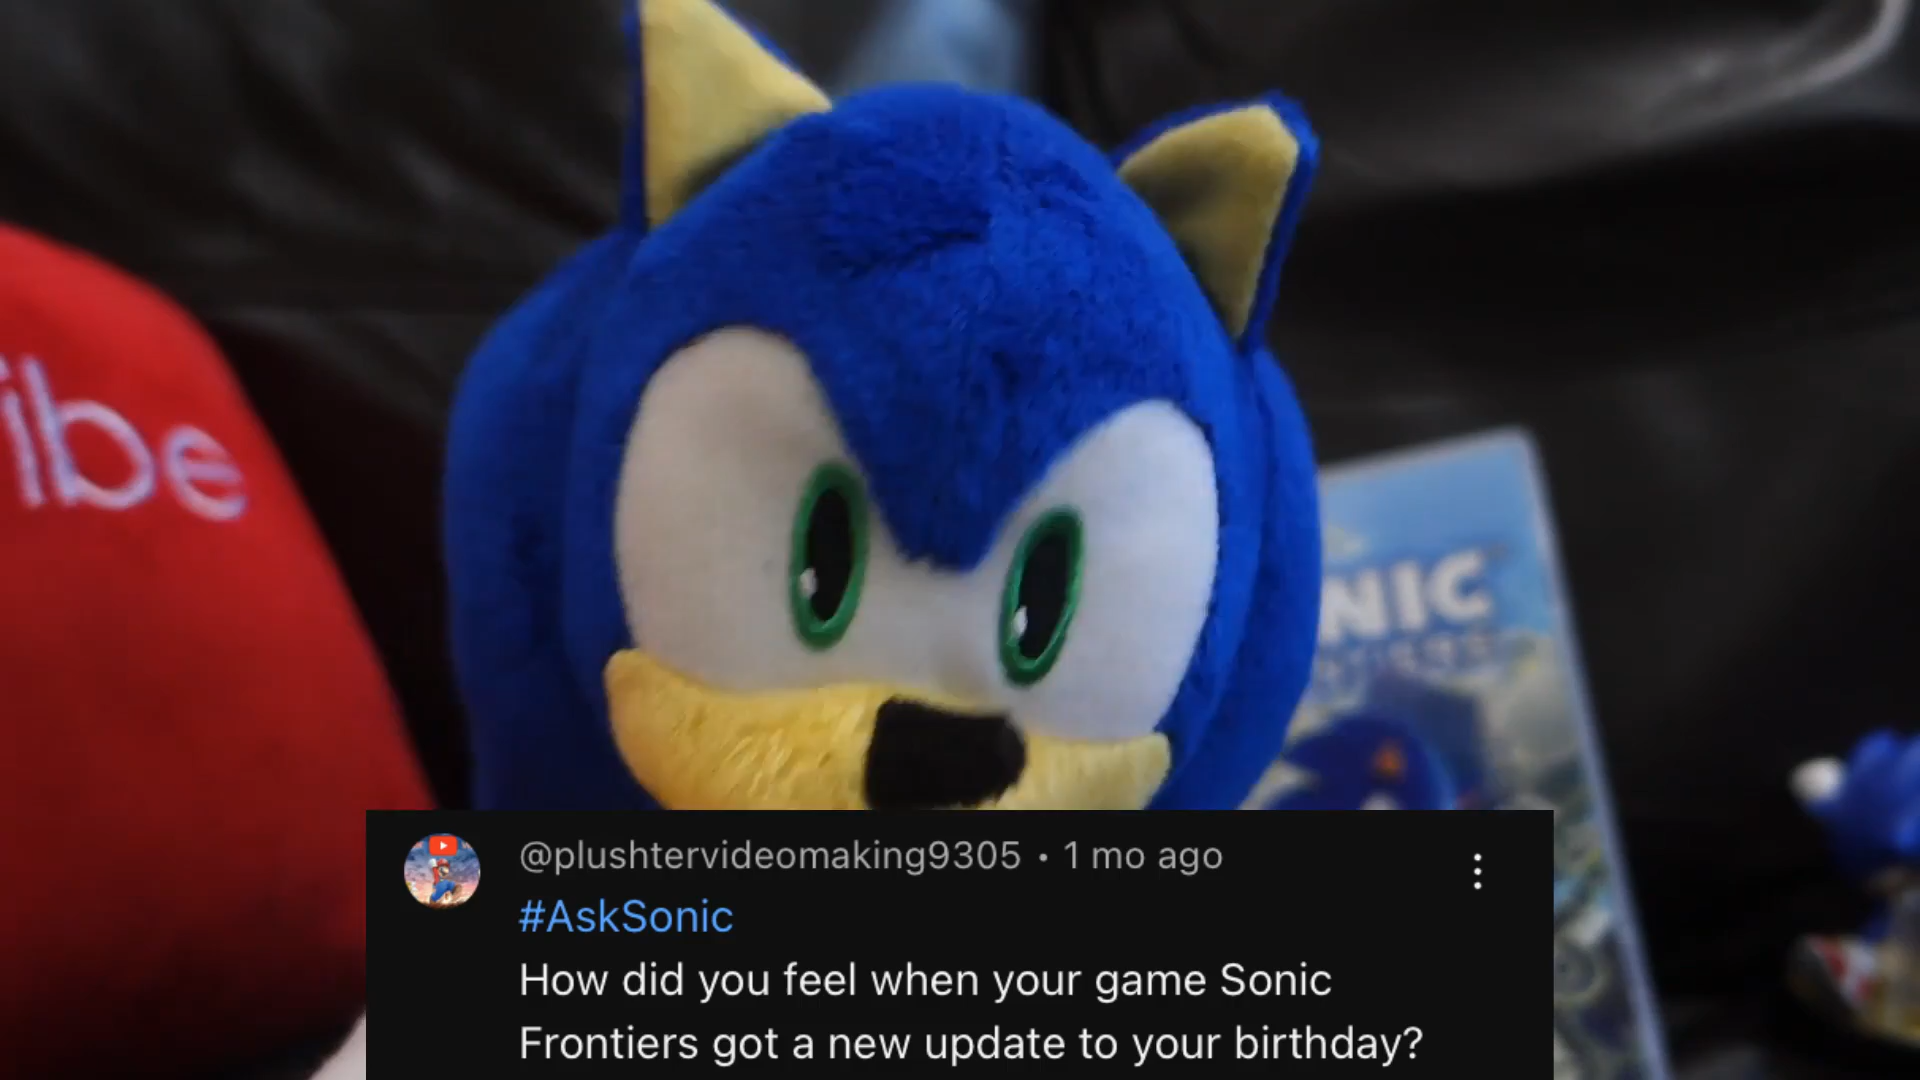 ibe
NIC
@plushtervideomaking9305 • 1 mo ago
#AskSonic
How did you feel when your game Sonic
Frontiers got a new update to your birthday?